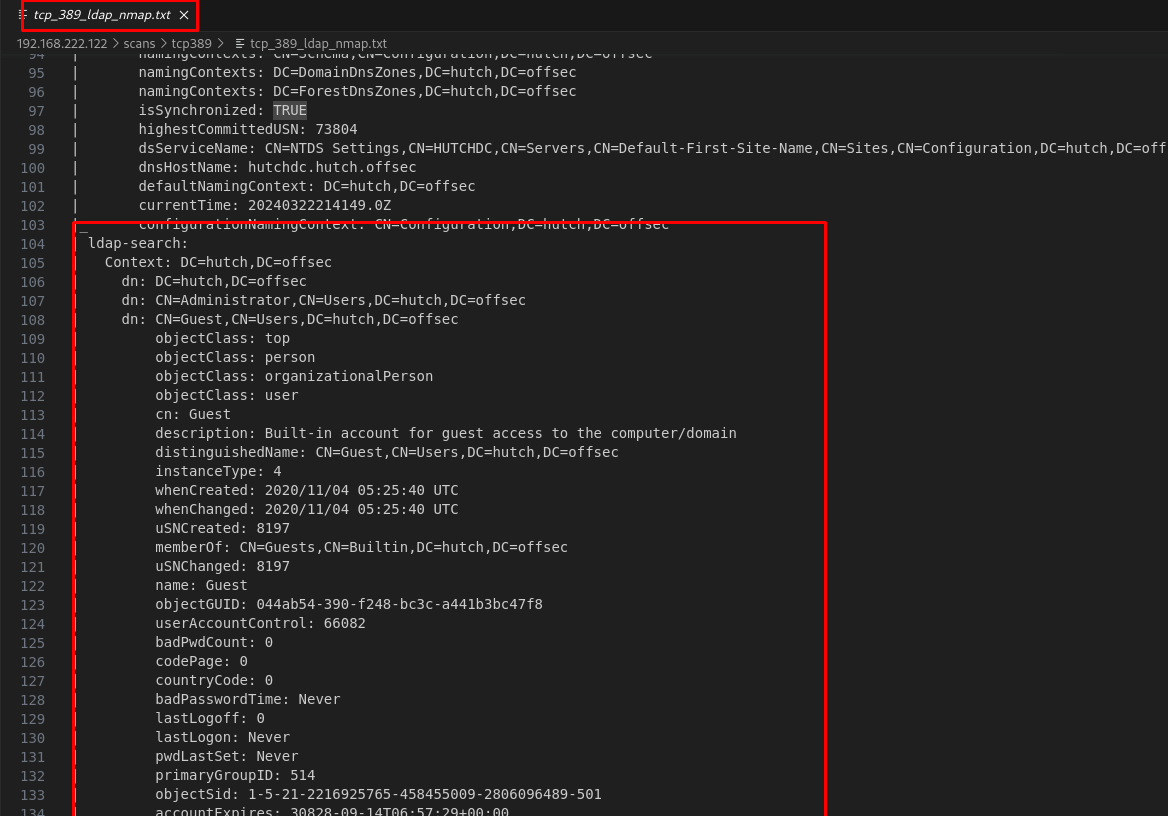 tcp_389_ldap_nmap.txt ×
192.168.222.122 > scans > tcp389 > tcp_389_ldap_nmap.txt
94 | namingContexts: CN=Schema,CN=Configuration,DC=hutch,DC=offsec
95 | namingContexts: DC=DomainDnsZones,DC=hutch,DC=offsec
96 | namingContexts: DC=ForestDnsZones,DC=hutch,DC=offsec
97 | isSynchronized: TRUE
98 | highestCommittedUSN: 73804
99 | dsServiceName: CN=NTDS Settings,CN=HUTCHDC,CN=Servers,CN=Default-First-Site-Name,CN=Sites,CN=Configuration,DC=hutch,DC=off
100 | dnsHostName: hutchdc.hutch.offsec
101 | defaultNamingContext: DC=hutch,DC=offsec
102 | currentTime: 20240322214149.0Z
103 |_ configurationNamingContext: CN=Configuration,DC=hutch,DC=offsec
104 | ldap-search:
105 | Context: DC=hutch,DC=offsec
106 | dn: DC=hutch,DC=offsec
107 | dn: CN=Administrator,CN=Users,DC=hutch,DC=offsec
108 | dn: CN=Guest,CN=Users,DC=hutch,DC=offsec
109 | objectClass: top
110 | objectClass: person
111 | objectClass: organizationalPerson
112 | objectClass: user
113 | cn: Guest
114 | description: Built-in account for guest access to the computer/domain
115 | distinguishedName: CN=Guest,CN=Users,DC=hutch,DC=offsec
116 | instanceType: 4
117 | whenCreated: 2020/11/04 05:25:40 UTC
118 | whenChanged: 2020/11/04 05:25:40 UTC
119 | uSNCreated: 8197
120 | memberOf: CN=Guests,CN=Builtin,DC=hutch,DC=offsec
121 | uSNChanged: 8197
122 | name: Guest
123 | objectGUID: 044ab54-390-f248-bc3c-a441b3bc47f8
124 | userAccountControl: 66082
125 | badPwdCount: 0
126 | codePage: 0
127 | countryCode: 0
128 | badPasswordTime: Never
129 | lastLogoff: 0
130 | lastLogon: Never
131 | pwdLastSet: Never
132 | primaryGroupID: 514
133 | objectSid: 1-5-21-2216925765-458455009-2806096489-501
134 | accountExpires: 30828-09-14T06:57:29+00:00